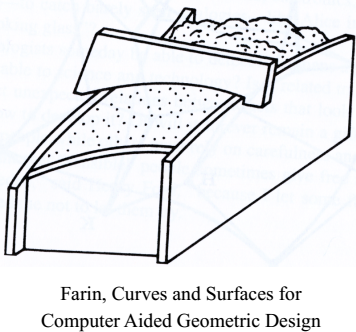 Farin, Curves and Surfaces for
Computer Aided Geometric Design